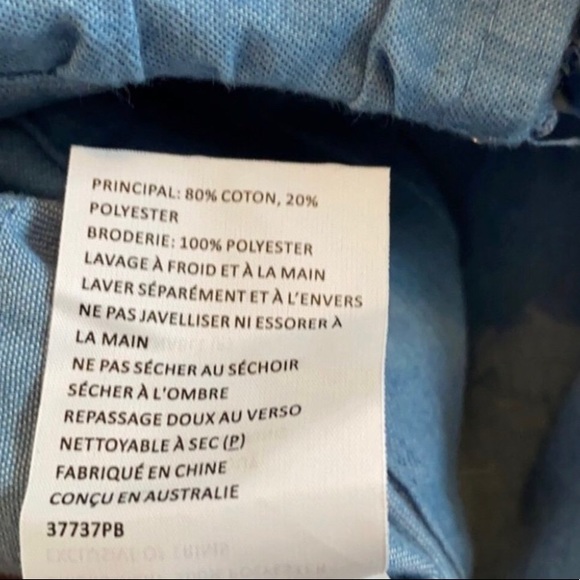 PRINCIPAL: 80% COTON, 20%
POLYESTER
BRODERIE: 100% POLYESTER
LAVAGE À FROID ET À LA MAIN
LAVER SÉPARÉMENT ET À L'ENVERS
NE PAS JAVELLISER NI ESSORER À
LA MAIN
NE PAS SÉCHER AU SÉCHOIR
SÉCHER À L'OMBRE
REPASSAGE DOUX AU VERSO
NETTOYABLE À SEC (P)
FABRIQUÉ EN CHINE
CONÇU EN AUSTRALIE
37737PB